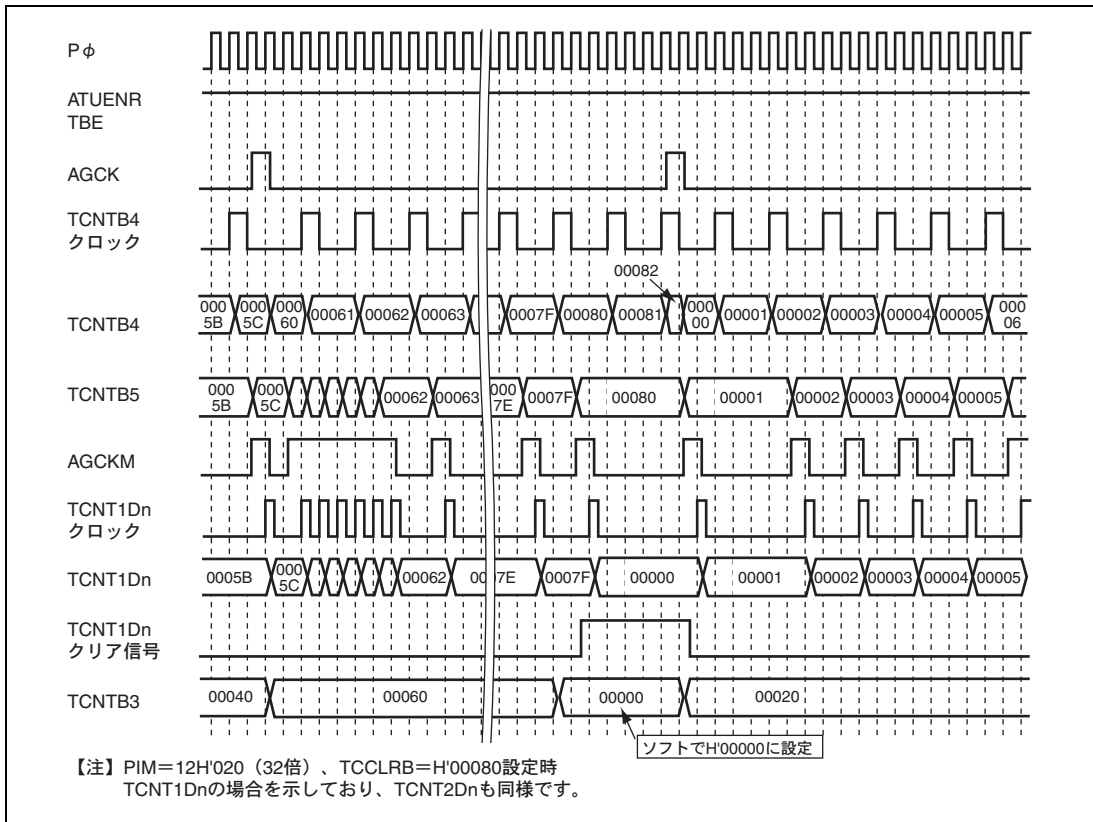 Pφ
ATUENR
TBE
AGCK
TCNTB4
クロック
00082
TCNTB4
000 5B 000 5C 000 60 00061 00062 00063 0007F 00080 00081 000 00 00001 00002 00003 00004 00005 000 06
TCNTB5
000 5B 000 5C 00062 00063 000 7E 0007F 00080 00001 00002 00003 00004 00005
AGCKM
TCNT1Dn
クロック
TCNT1Dn
0005B 000 5C 00062 0007E 0007F 00000 00001 00002 00003 00004 00005
TCNT1Dn
クリア信号
TCNTB3
00040 00060 00000 00020
ソフトでH'00000に設定
【注】PIM=12H'020（32倍）、TCCLRB=H'00080設定時
TCNT1Dnの場合を示しており、TCNT2Dnも同様です。